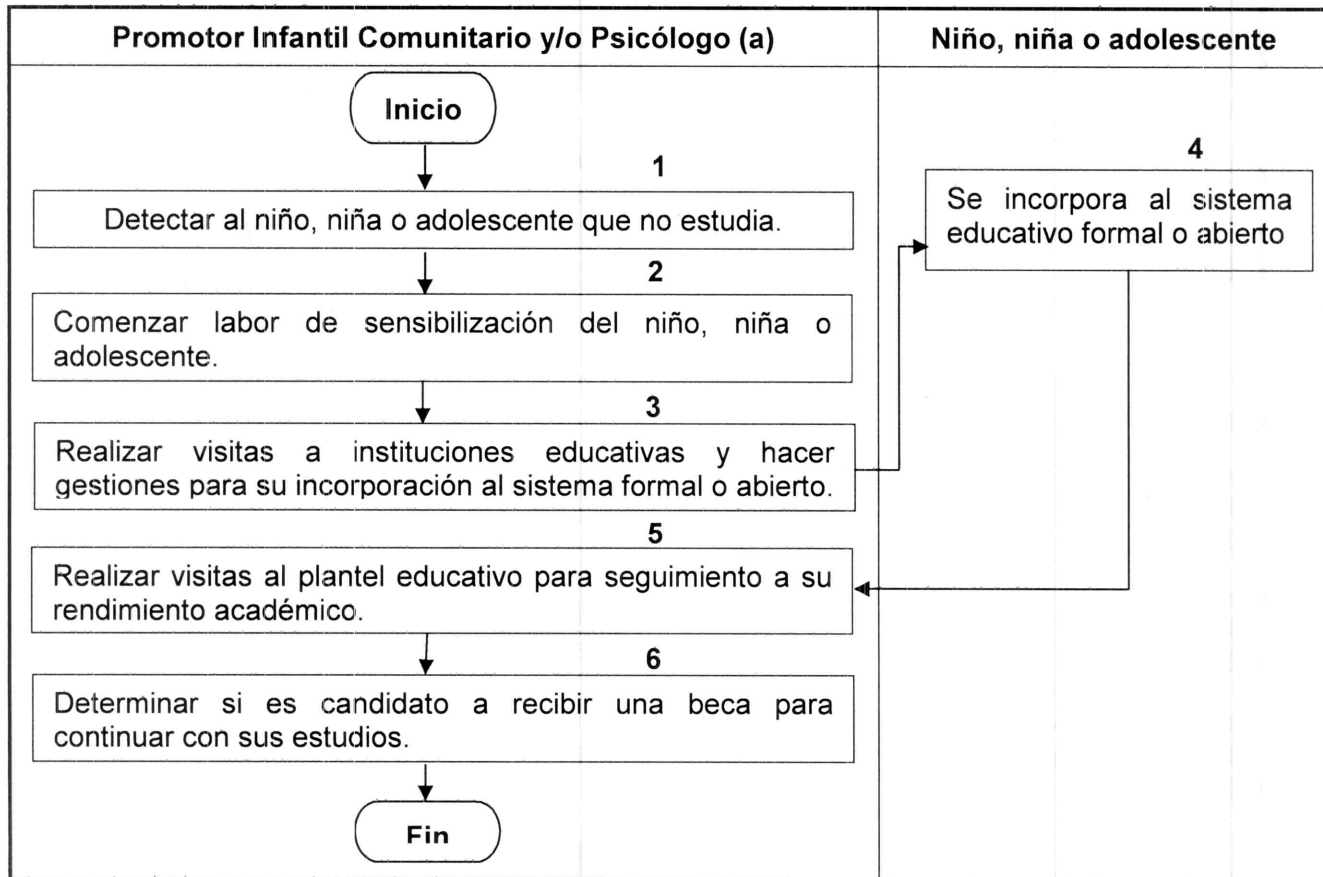 Promotor Infantil Comunitario y/o Psicólogo (a)
Niño, niña o adolescente
Inicio
1
Detectar al niño, niña o adolescente que no estudia.
2
Comenzar labor de sensibilización del niño, niña o
adolescente.
3
Realizar visitas a instituciones educativas y hacer
gestiones para su incorporación al sistema formal o abierto.
4
Se incorpora al sistema
educativo formal o abierto
5
Realizar visitas al plantel educativo para seguimiento a su
rendimiento académico.
6
Determinar si es candidato a recibir una beca para
continuar con sus estudios.
Fin